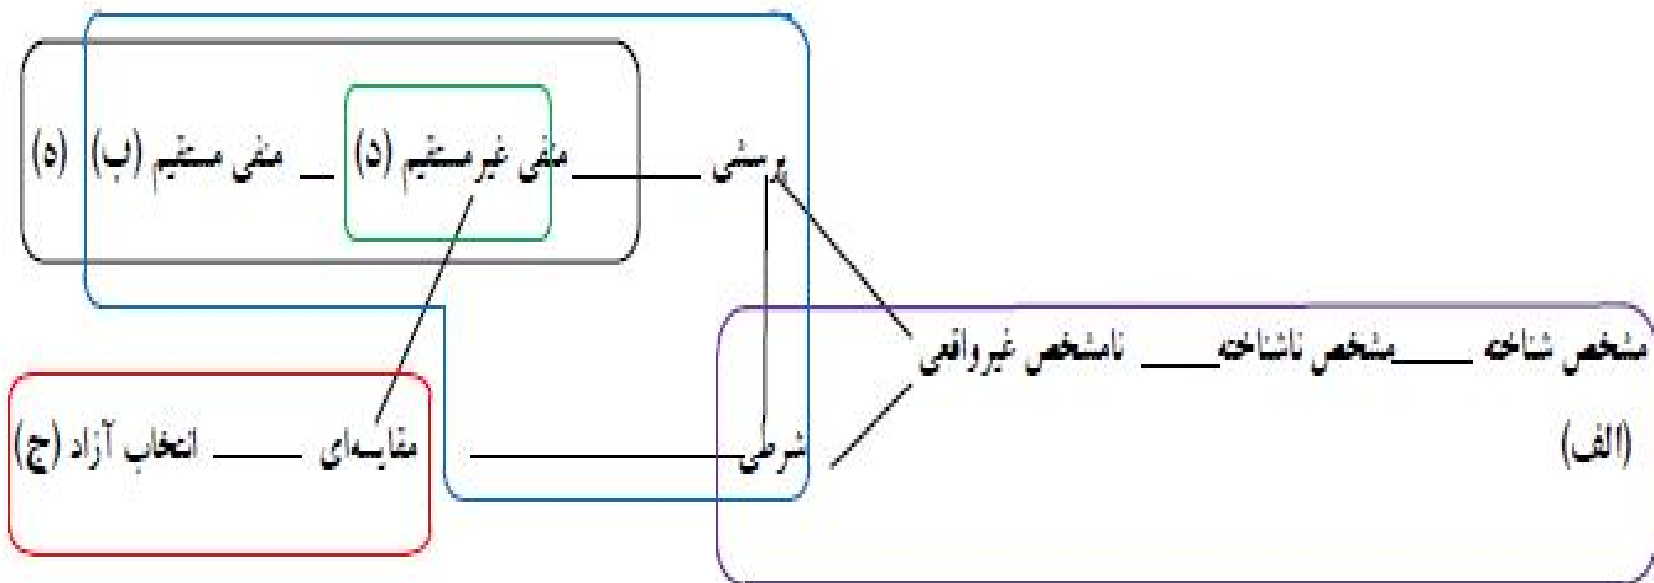 پرسشی منفی غیرمستقیم (د) منفی مستقیم (ب) (ه)
مشخص شناخته مشخص ناشناخته نامشخص غیرواقعی
(الف) شرطی مقایسه‌ای انتخاب آزاد (ج)